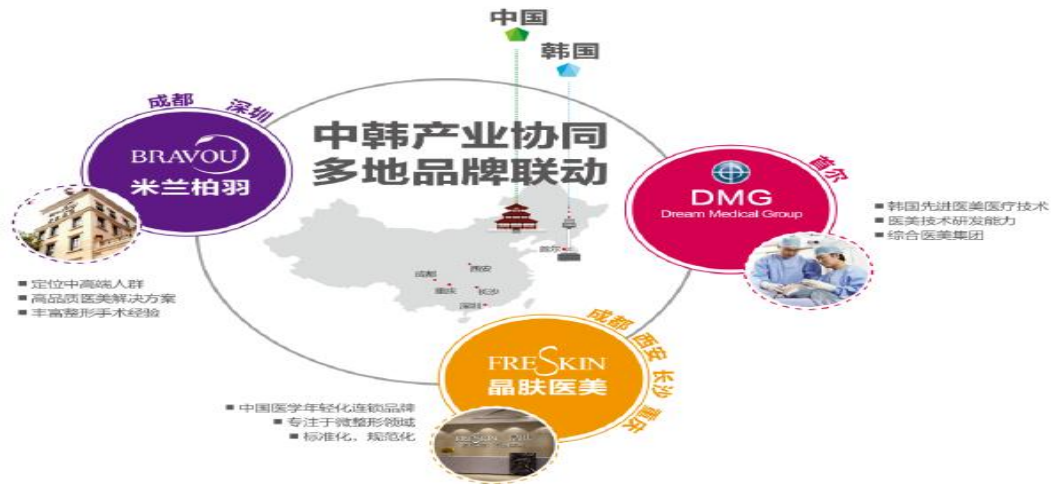 中国
韩国
成都 深圳
中韩产业协同
多地品牌联动
BRAVOU
米兰柏羽
首尔
DMG
Dream Medical Group
■ 韩国先进医美医疗技术
■ 医美技术研发能力
■ 综合医美集团
首尔
西安
成都
重庆
长沙
深圳
■ 定位中高端人群
■ 高品质医美解决方案
■ 丰富整形手术经验
成都 西安 长沙 重庆
FRESKIN
晶肤医美
■ 中国医学年轻化连锁品牌
■ 专注于微整形领域
■ 标准化、规范化
FRESKIN